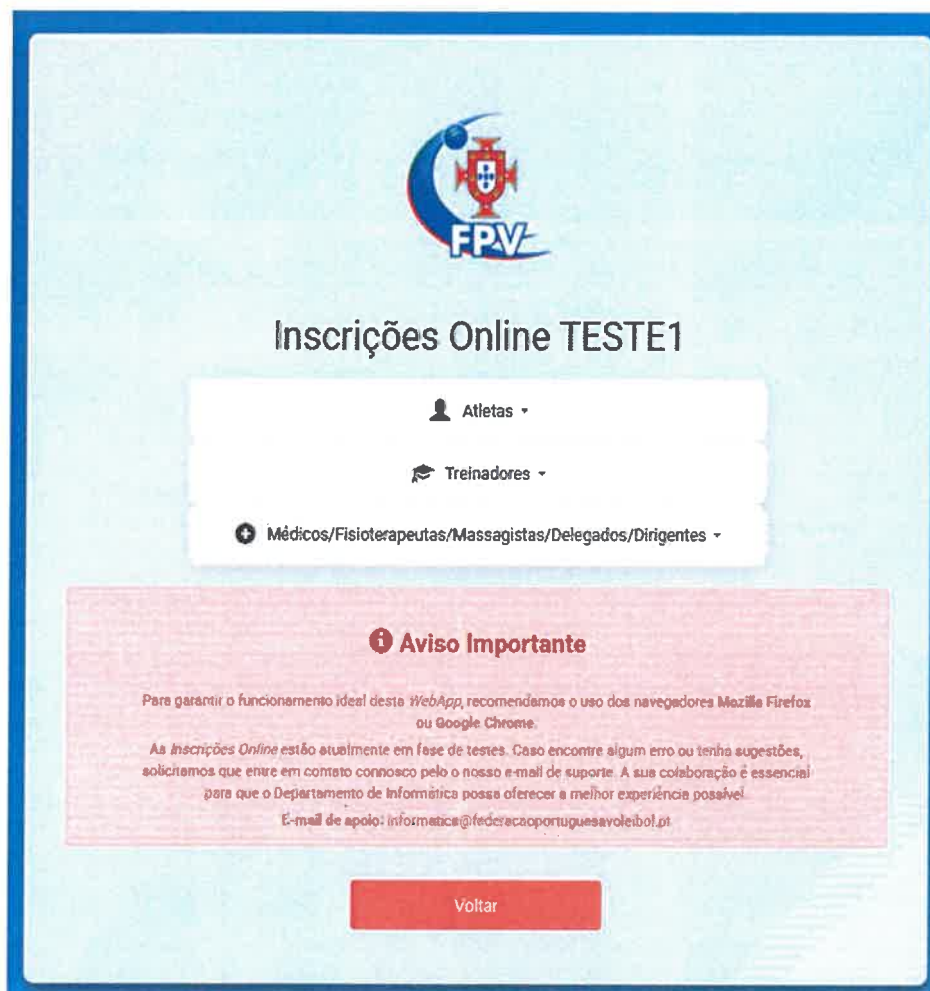 FPV
Inscrições Online TESTE1
Atletas
Treinadores
Médicos/Fisioterapeutas/Massagistas/Delegados/Dirigentes
Aviso Importante
Para garantir o funcionamento ideal desta WebApp, recomendamos o uso dos navegadores Mozilla Firefox
ou Google Chrome.
As Inscrições Online estão atualmente em fase de testes. Caso encontre algum erro ou tenha sugestões,
solicitamos que entre em contato connosco pelo o nosso e-mail de suporte. A sua colaboração é essencial
para que o Departamento de Informática possa oferecer a melhor experiência possível.
E-mail de apoio: informatica@federacaoportuguesavoleibol.pt
Voltar